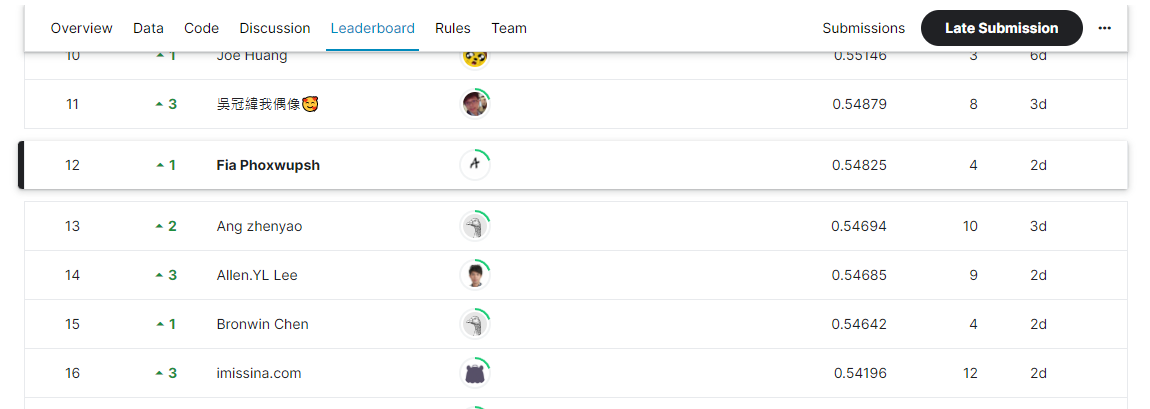 Overview Data Code Discussion Leaderboard Rules Team Submissions Late Submission •••
10 1 Joe Huang 0.55146 3 6d
11 3 吳冠緯我偶像🥰 0.54879 8 3d
12 1 Fia Phoxwupsh 0.54825 4 2d
13 2 Ang zhenyao 0.54694 10 3d
14 3 Allen.YL Lee 0.54685 9 2d
15 1 Bronwin Chen 0.54642 4 2d
16 3 imissina.com 0.54196 12 2d